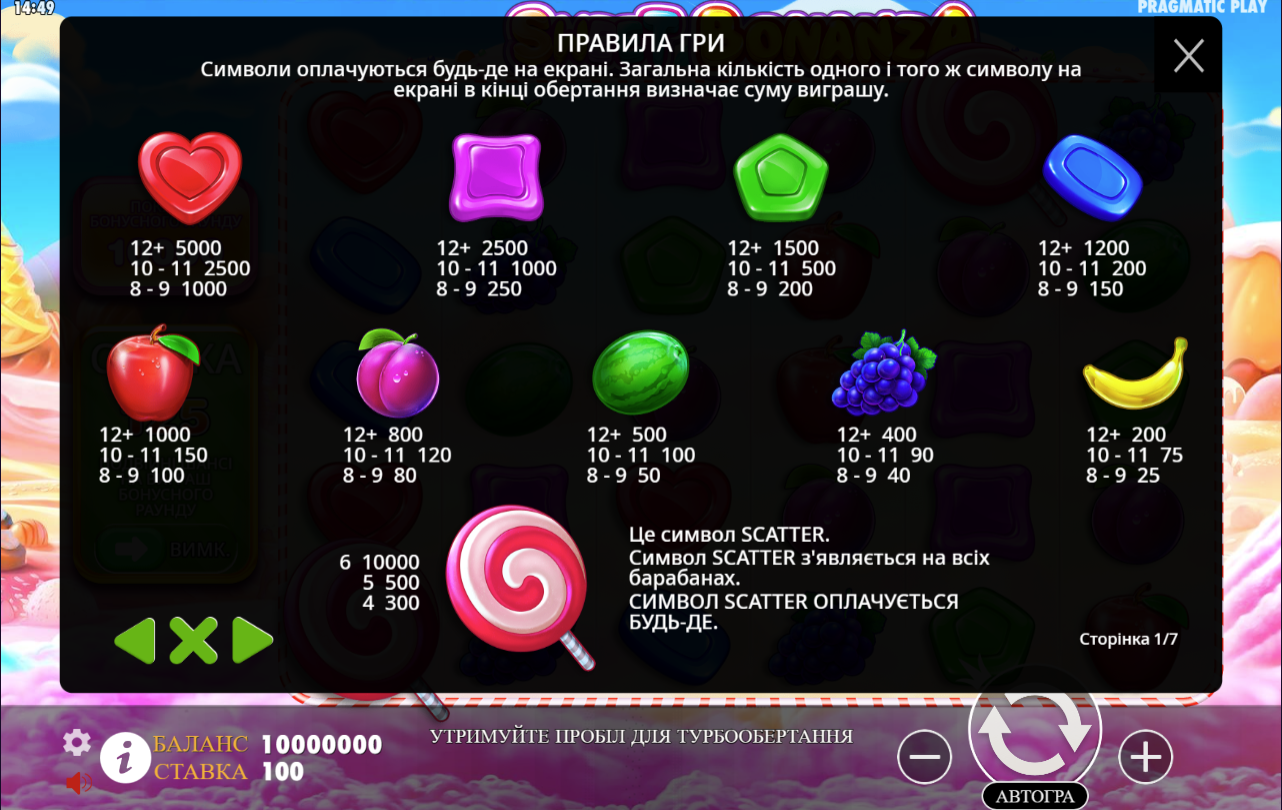 14:49
PRAGMATIC PLAY
BONANZA
ПРАВИЛА ГРИ
Символи оплачуються будь-де на екрані. Загальна кількість одного і того ж символу на
екрані в кінці обертання визначає суму виграшу.
12+ 5000
10 - 11 2500
8 - 9 1000
12+ 2500
10 - 11 1000
8 - 9 250
12+ 1500
10 - 11 500
8 - 9 200
12+ 1200
10 - 11 200
8 - 9 150
12+ 1000
10 - 11 150
8 - 9 100
12+ 800
10 - 11 120
8 - 9 80
12+ 500
10 - 11 100
8 - 9 50
12+ 400
10 - 11 90
8 - 9 40
12+ 200
10 - 11 75
8 - 9 25
6 10000
5 500
4 300
Це символ SCATTER.
Символ SCATTER з'являється на всіх
барабанах.
СИМВОЛ SCATTER ОПЛАЧУЄТЬСЯ
БУДЬ-ДЕ.
БОНУСНОГО
РАУНДУ
ВИМК.
Сторінка 1/7
БАЛАНС 10000000
СТАВКА 100
УТРИМУЙТЕ ПРОБІЛ ДЛЯ ТУРБООБЕРТАННЯ
АВТОГРА